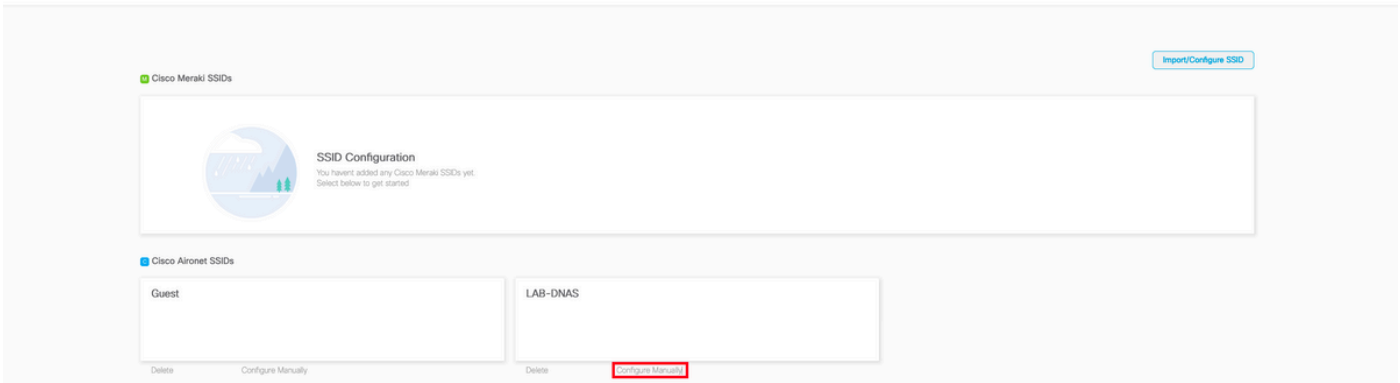 Import/Configure SSID
M Cisco Meraki SSIDs
SSID Configuration
You havent added any Cisco Meraki SSIDs yet.
Select below to get started
C Cisco Aironet SSIDs
Guest
LAB-DNAS
Delete
Configure Manually
Delete
Configure Manually